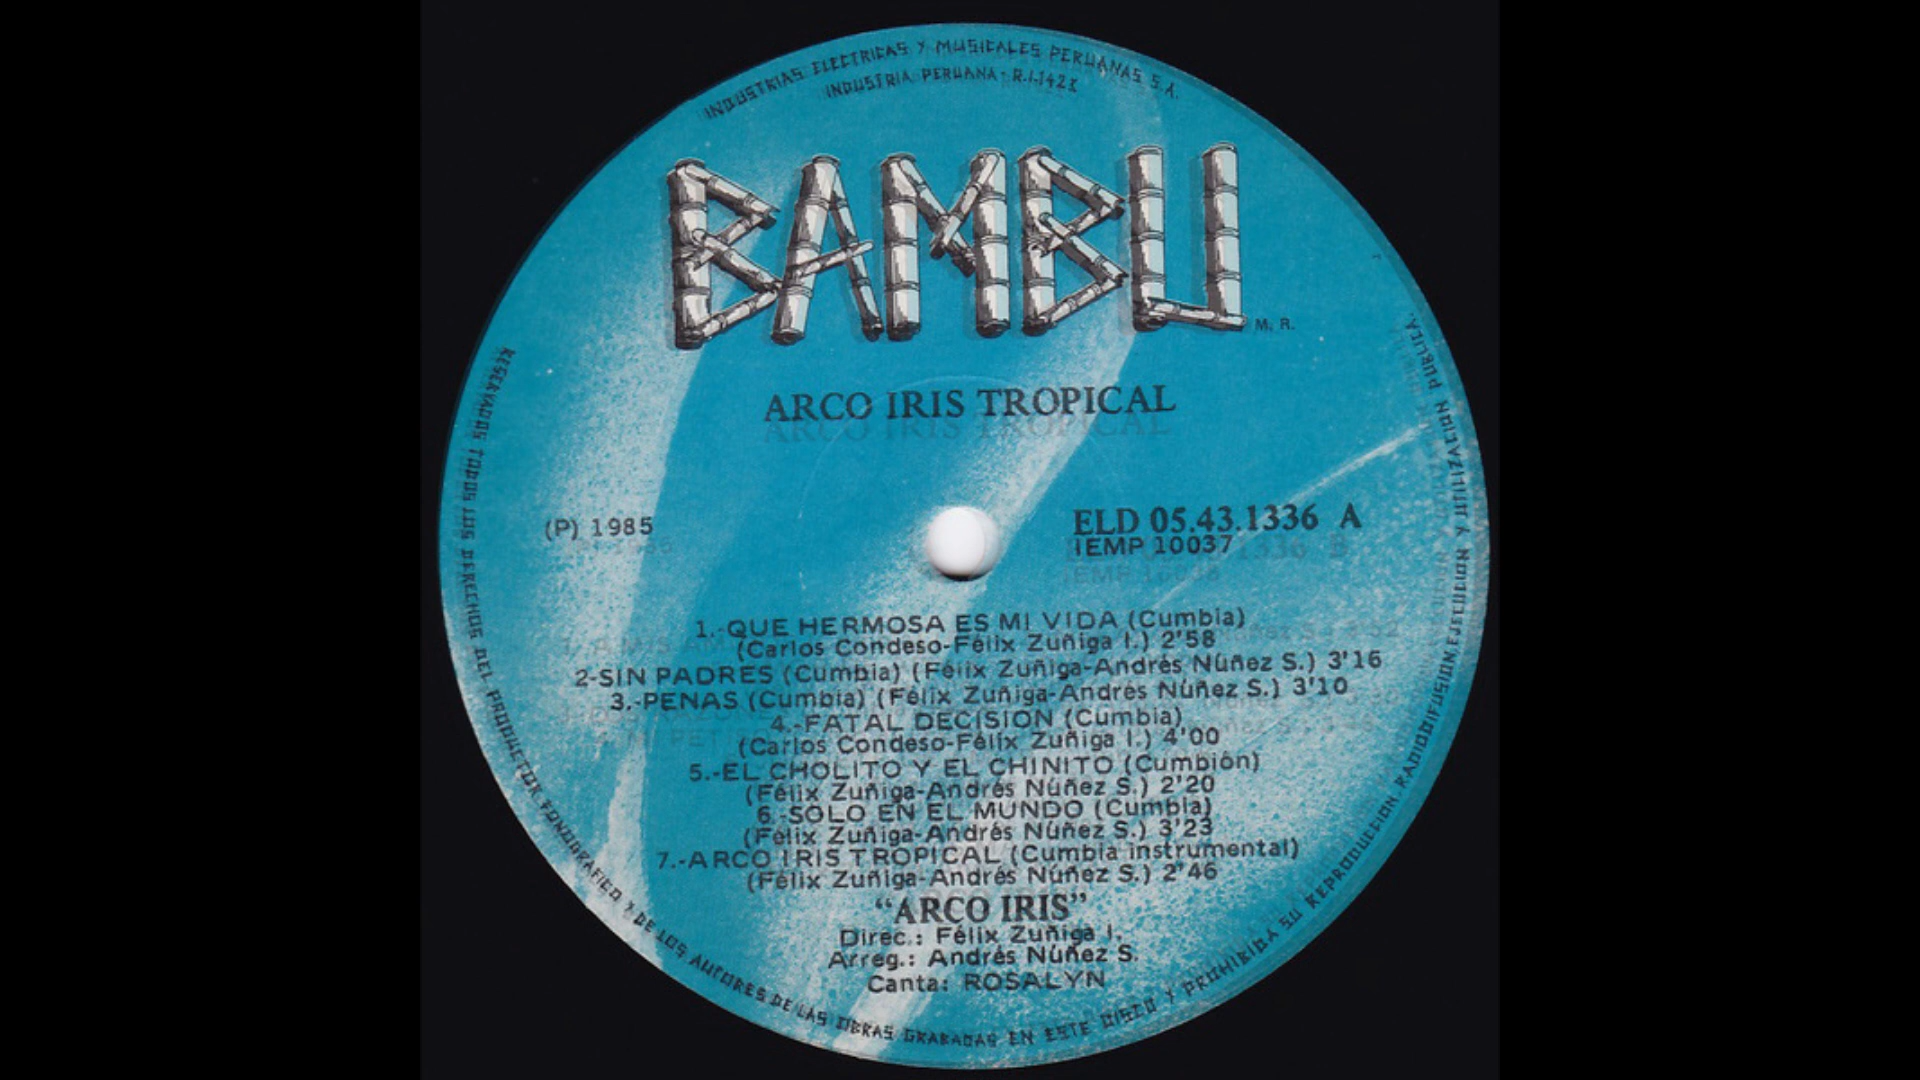 INDUSTRIAS ELECTRICAS Y MUSICALES PERUANAS S.A.
INDUSTRIA PERUANA - R.I.1428
BAMBU
M. R.
ARCO IRIS TROPICAL
(P) 1985
ELD 05.43.1336 A
IEMP 10037
1.-QUE HERMOSA ES MI VIDA (Cumbia)
(Carlos Condeso-Félix Zuñiga I.) 2'58
2-SIN PADRES (Cumbia) (Félix Zuñiga-Andrés Núñez S.) 3'16
3.-PENAS (Cumbia) (Félix Zuñiga-Andrés Núñez S.) 3'10
4.-FATAL DECISION (Cumbia)
(Carlos Condeso-Félix Zuñiga I.) 4'00
5.-EL CHOLITO Y EL CHINITO (Cumbión)
(Félix Zuñiga-Andrés Núñez S.) 2'20
6.-SOLO EN EL MUNDO (Cumbia)
(Félix Zuñiga-Andrés Núñez S.) 3'23
7.-ARCO IRIS TROPICAL (Cumbia instrumental)
(Félix Zuñiga-Andrés Núñez S.) 2'46
"ARCO IRIS"
Direc.: Félix Zuñiga I.
Arreg.: Andrés Núñez S.
Canta: ROSALYN
RESERVADOS TODOS LOS DERECHOS DEL PRODUCTOR FONOGRAFICO Y DE LOS AUTORES DE LAS OBRAS GRABADAS EN ESTE DISCO Y PROHIBIDA SU REPRODUCCION RADIODIFUSION, EJECUCION Y UTILIZACION PUBLICA.